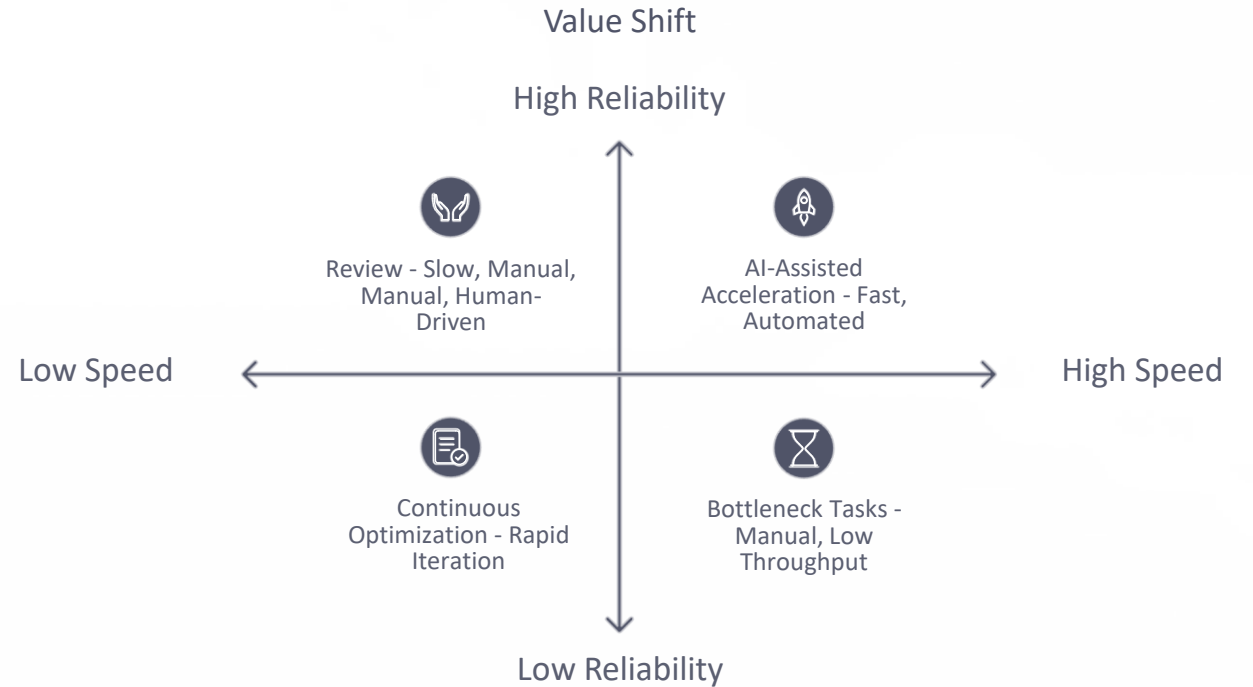 Value Shift
High Reliability
Review - Slow, Manual,
Manual, Human-
Driven
AI-Assisted
Acceleration - Fast,
Automated
Low Speed
High Speed
Continuous
Optimization - Rapid
Iteration
Bottleneck Tasks -
Manual, Low
Throughput
Low Reliability